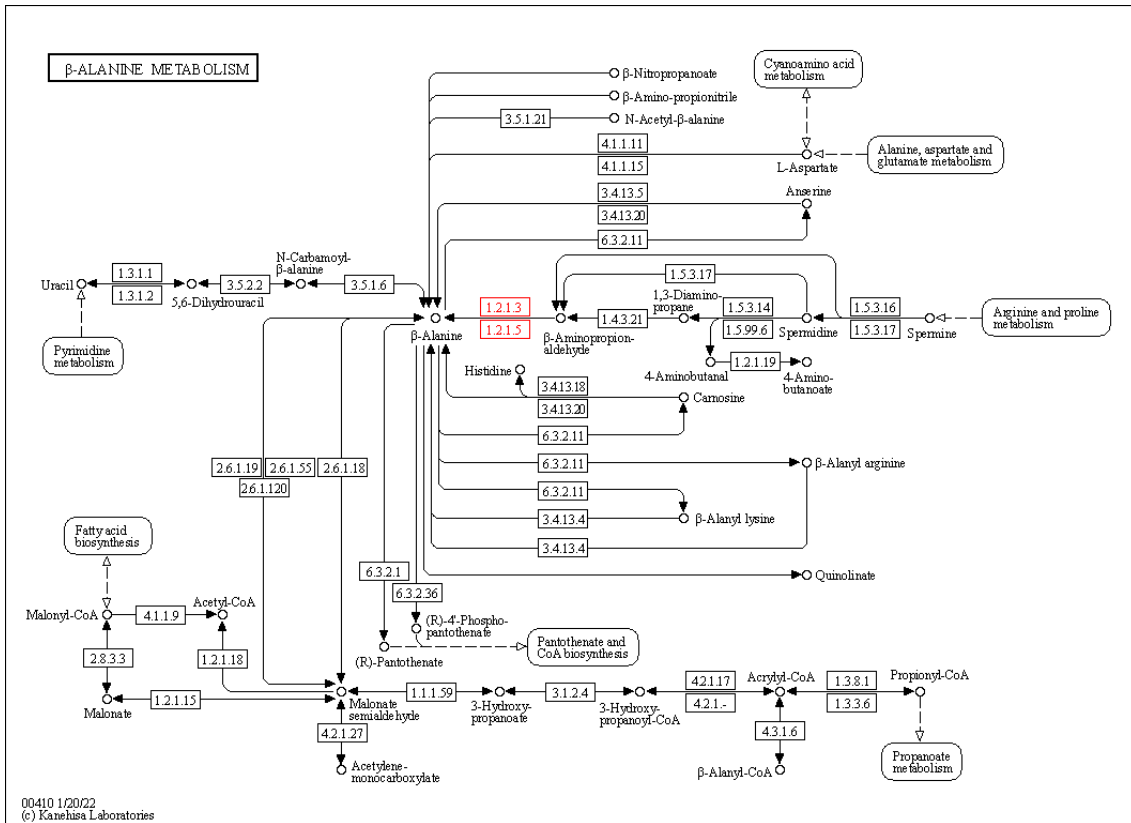 β-ALANINE METABOLISM
β-Nitropropanoate
β-Amino-propionitrile
3.5.1.21
N-Acetyl-β-alanine
Cyanoamino acid
metabolism
4.1.1.11
4.1.1.15
L-Aspartate
Alanine, aspartate and
glutamate metabolism
3.4.13.5
3.4.13.20
Anserine
6.3.2.11
Uracil
1.3.1.1
1.3.1.2
5,6-Dihydrouracil
3.5.2.2
N-Carbamoyl-
β-alanine
3.5.1.6
Pyrimidine
metabolism
β-Alanine
1.2.1.3
1.2.1.5
β-Aminopropion-
aldehyde
1.4.3.21
1,3-Diamino-
propane
1.5.3.17
1.5.3.14
1.5.99.6
Spermidine
1.5.3.16
1.5.3.17
Spermine
Arginine and proline
metabolism
4-Aminobutanal
1.2.1.19
4-Amino-
butanoate
Histidine
3.4.13.18
3.4.13.20
Carnosine
6.3.2.11
6.3.2.11
β-Alanyl arginine
6.3.2.11
3.4.13.4
β-Alanyl lysine
3.4.13.4
Quinolinate
2.6.1.19
2.6.1.55
2.6.1.18
2.6.1.120
6.3.2.1
6.3.2.36
(R)-4'-Phospho-
pantothenate
(R)-Pantothenate
Pantothenate and
CoA biosynthesis
Fatty acid
biosynthesis
Malonyl-CoA
4.1.1.9
Acetyl-CoA
2.8.3.3
1.2.1.18
Malonate
1.2.1.15
Malonate
semialdehyde
1.1.1.59
3-Hydroxy-
propanoate
3.1.2.4
3-Hydroxy-
propanoyl-CoA
4.2.1.17
4.2.1.-
Acrylyl-CoA
1.3.8.1
1.3.3.6
Propionyl-CoA
4.2.1.27
Acetylene-
monocarboxylate
4.3.1.6
β-Alanyl-CoA
Propanoate
metabolism
00410 1/20/22
(c) Kanehisa Laboratories